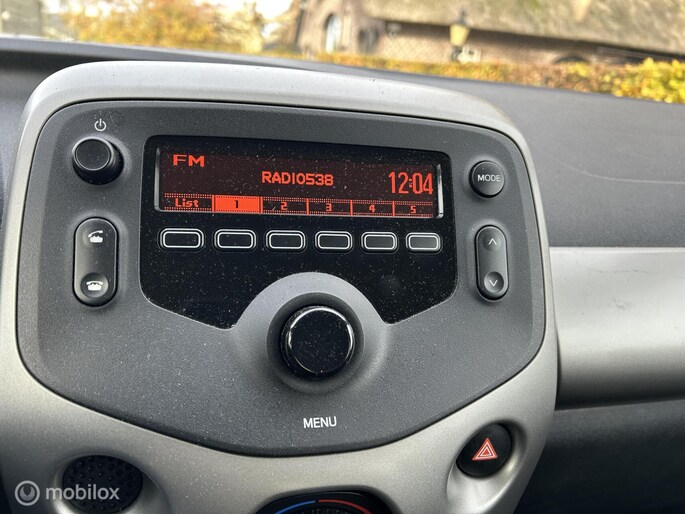 FM
RADIO538
12:04
List 1 2 3 4 5
MODE
MENU
mobilox